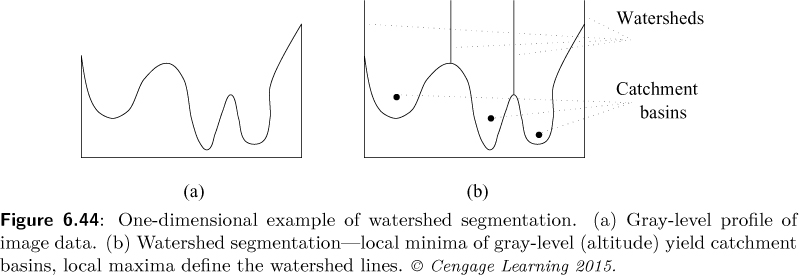 Watersheds
Catchment
basins
(a)
(b)
Figure 6.44: One-dimensional example of watershed segmentation. (a) Gray-level profile of
image data. (b) Watershed segmentation—local minima of gray-level (altitude) yield catchment
basins, local maxima define the watershed lines. © Cengage Learning 2015.